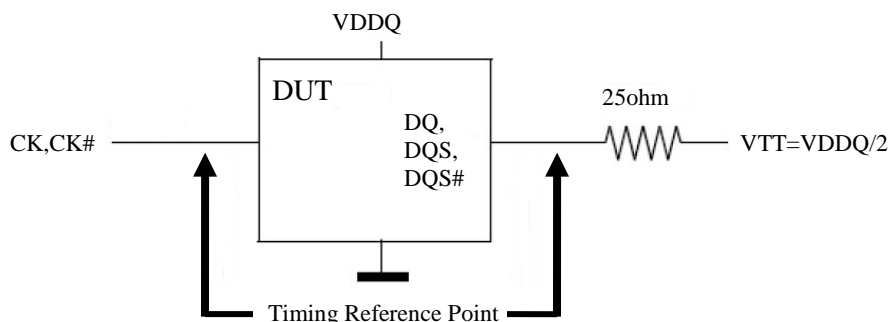 VDDQ
DUT
25ohm
CK,CK#
DQ,
DQS,
DQS#
VTT=VDDQ/2
Timing Reference Point